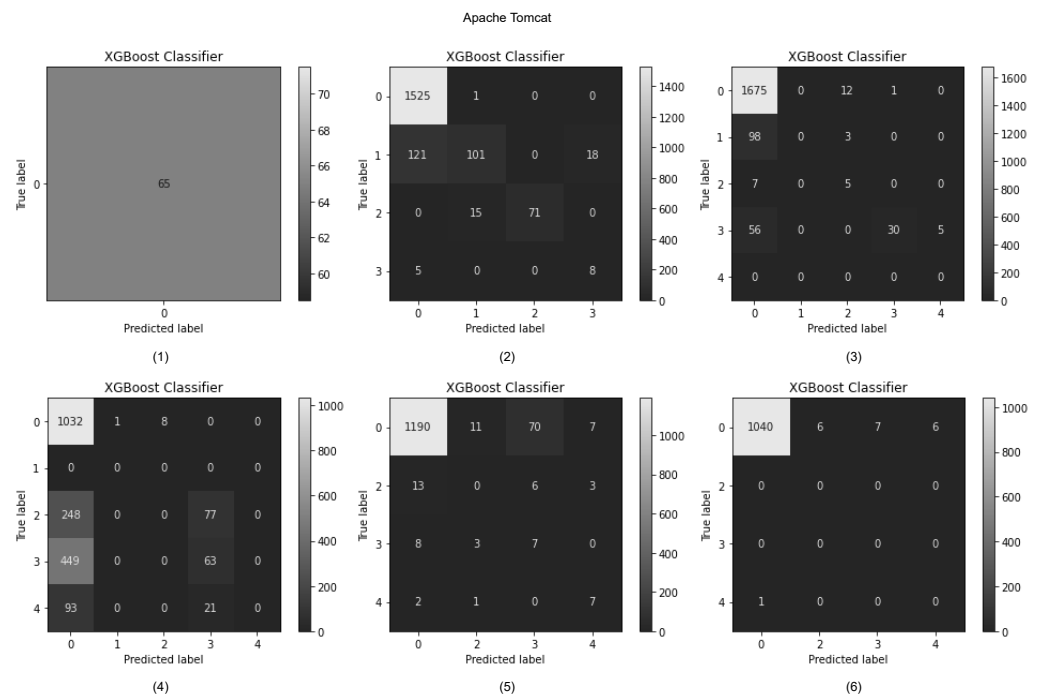 Apache Tomcat
XGBoost Classifier
70
68
66
64
62
60
True label
0
65
0
Predicted label
(1)
XGBoost Classifier
1400
1200
1000
800
600
400
200
0
True label
0 1525 1 0 0
1 121 101 0 18
2 0 15 71 0
3 5 0 0 8
0 1 2 3
Predicted label
(2)
XGBoost Classifier
1600
1400
1200
1000
800
600
400
200
0
True label
0 1675 0 12 1 0
1 98 0 3 0 0
2 7 0 5 0 0
3 56 0 0 30 5
4 0 0 0 0 0
0 1 2 3 4
Predicted label
(3)
XGBoost Classifier
1000
800
600
400
200
0
True label
0 1032 1 8 0 0
1 0 0 0 0 0
2 248 0 0 77 0
3 449 0 0 63 0
4 93 0 0 21 0
0 1 2 3 4
Predicted label
(4)
XGBoost Classifier
1000
800
600
400
200
0
True label
0 1190 11 70 7
2 13 0 6 3
3 8 3 7 0
4 2 1 0 7
0 2 3 4
Predicted label
(5)
XGBoost Classifier
1000
800
600
400
200
0
True label
0 1040 6 7 6
2 0 0 0 0
3 0 0 0 0
4 1 0 0 0
0 2 3 4
Predicted label
(6)